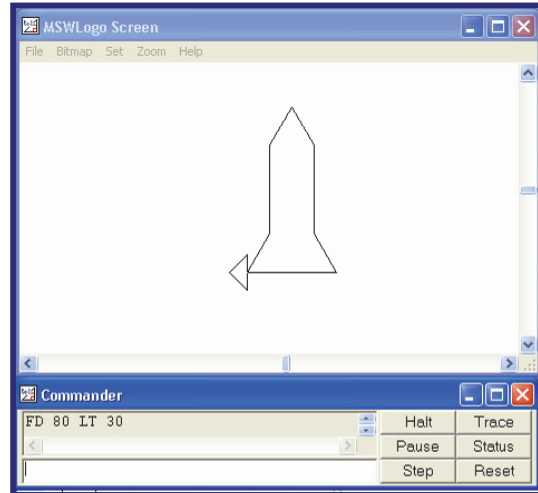 MSWLogo Screen
File Bitmap Set Zoom Help
Commander
FD 80 LT 30
Halt Trace
Pause Status
Step Reset